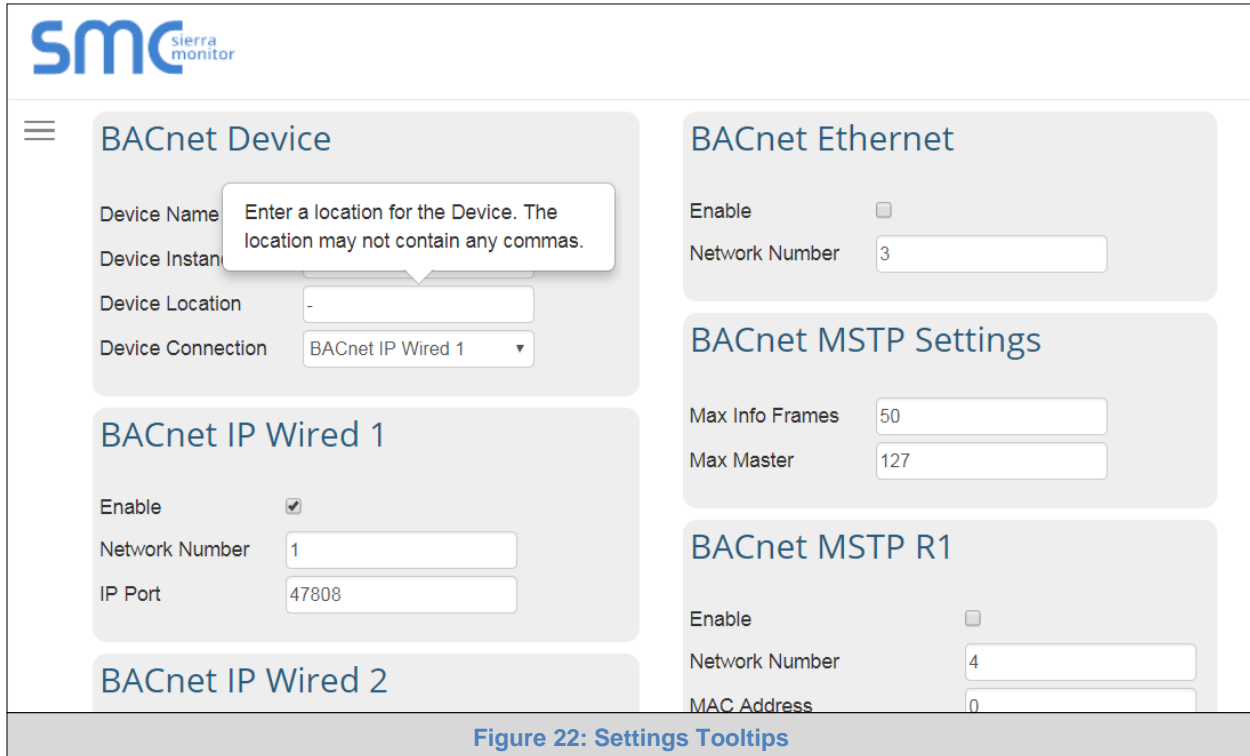 SMC sierra monitor
BACnet Device
Device Name
Enter a location for the Device. The
location may not contain any commas.
Device Instan
Device Location -
Device Connection BACnet IP Wired 1
BACnet IP Wired 1
Enable
Network Number 1
IP Port 47808
BACnet IP Wired 2
BACnet Ethernet
Enable
Network Number 3
BACnet MSTP Settings
Max Info Frames 50
Max Master 127
BACnet MSTP R1
Enable
Network Number 4
MAC Address 0
Figure 22: Settings Tooltips